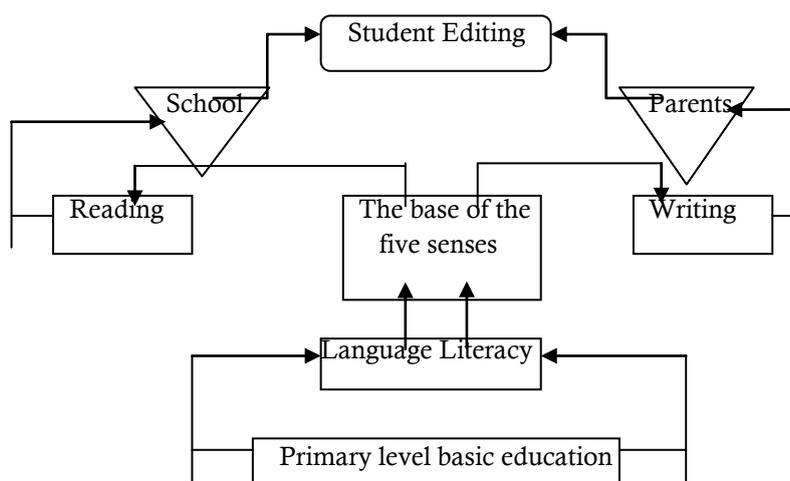 Student Editing
School
Parents
Reading
The base of the
five senses
Writing
Language Literacy
Primary level basic education